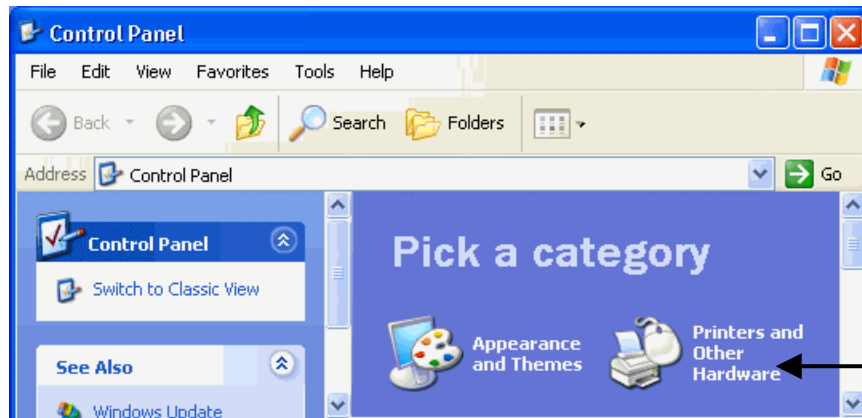 Control Panel
File Edit View Favorites Tools Help
Back Search Folders
Address Control Panel Go
Control Panel
Switch to Classic View
See Also
Windows Update
Pick a category
Appearance
and Themes
Printers and
Other
Hardware